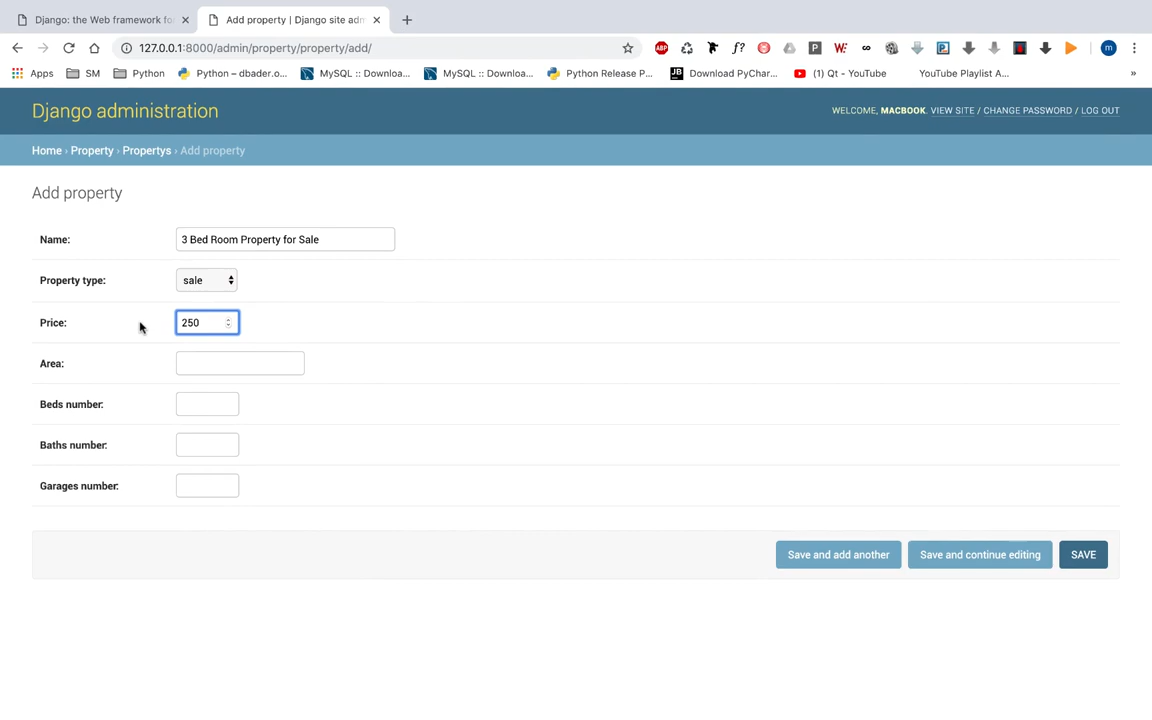 Django: the Web framework fo
Add property | Django site adm
127.0.0.1:8000/admin/property/property/add/
ABP
f?
P
W:
m
Apps
SM
Python
Python – dbader.o...
MySQL :: Downloa...
MySQL :: Downloa...
Python Release P...
Download PyChar...
(1) Qt - YouTube
YouTube Playlist A...
»
Django administration
WELCOME, MACBOOK. VIEW SITE / CHANGE PASSWORD / LOG OUT
Home › Property › Propertys › Add property
Add property
Name: 3 Bed Room Property for Sale
Property type: sale
Price: 250
Area:
Beds number:
Baths number:
Garages number:
Save and add another
Save and continue editing
SAVE